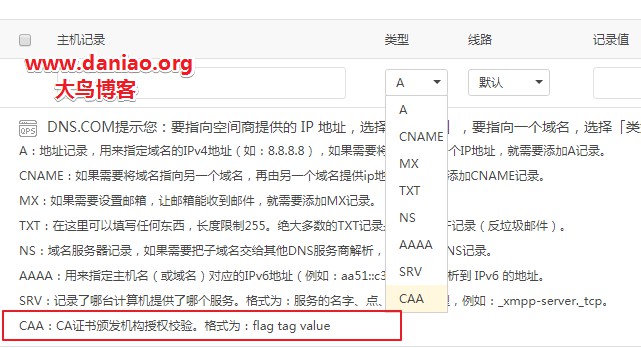 主机记录 类型 线路 记录值
www.daniao.org
大鸟博客
A 默认
A
CNAME
MX
TXT
NS
AAAA
SRV
CAA
QPS DNS.COM提示您：要指向空间商提供的 IP 地址，选择 」，要指向一个域名，选择「类
A：地址记录，用来指定域名的IPv4地址（如：8.8.8.8），如果需要将 个IP地址，就需要添加A记录。
CNAME：如果需要将域名指向另一个域名，再由另一个域名提供ip地 添加CNAME记录。
MX：如果需要设置邮箱，让邮箱能收到邮件，就需要添加MX记录。
TXT：在这里可以填写任何东西，长度限制255。绝大多数的TXT记录 F记录（反垃圾邮件）。
NS：域名服务器记录，如果需要把子域名交给其他DNS服务商解析， NS记录。
AAAA：用来指定主机名（或域名）对应的IPv6地址（例如：aa51::c3 析到 IPv6 的地址。
SRV：记录了哪台计算机提供了哪个服务。格式为：服务的名字、点、 型，例如：_xmpp-server._tcp。
CAA：CA证书颁发机构授权校验。格式为：flag tag value